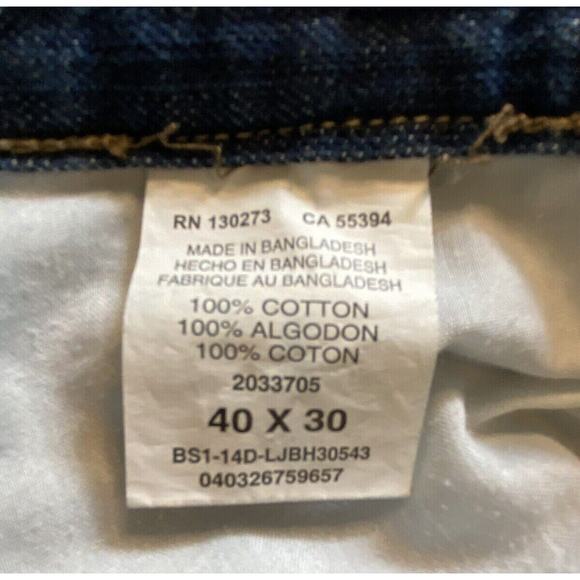 RN 130273 CA 55394
MADE IN BANGLADESH
HECHO EN BANGLADESH
FABRIQUE AU BANGLADESH
100% COTTON
100% ALGODON
100% COTON
2033705
40 X 30
BS1-14D-LJBH30543
040326759657